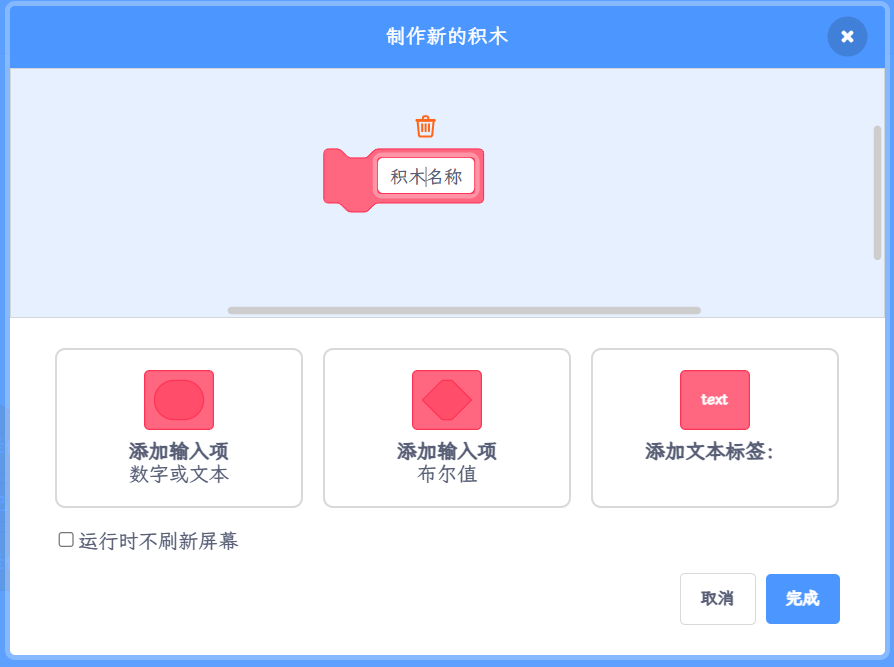 制作新的积木
积木名称
text
添加输入项
数字或文本
添加输入项
布尔值
添加文本标签:
运行时不刷新屏幕
取消
完成